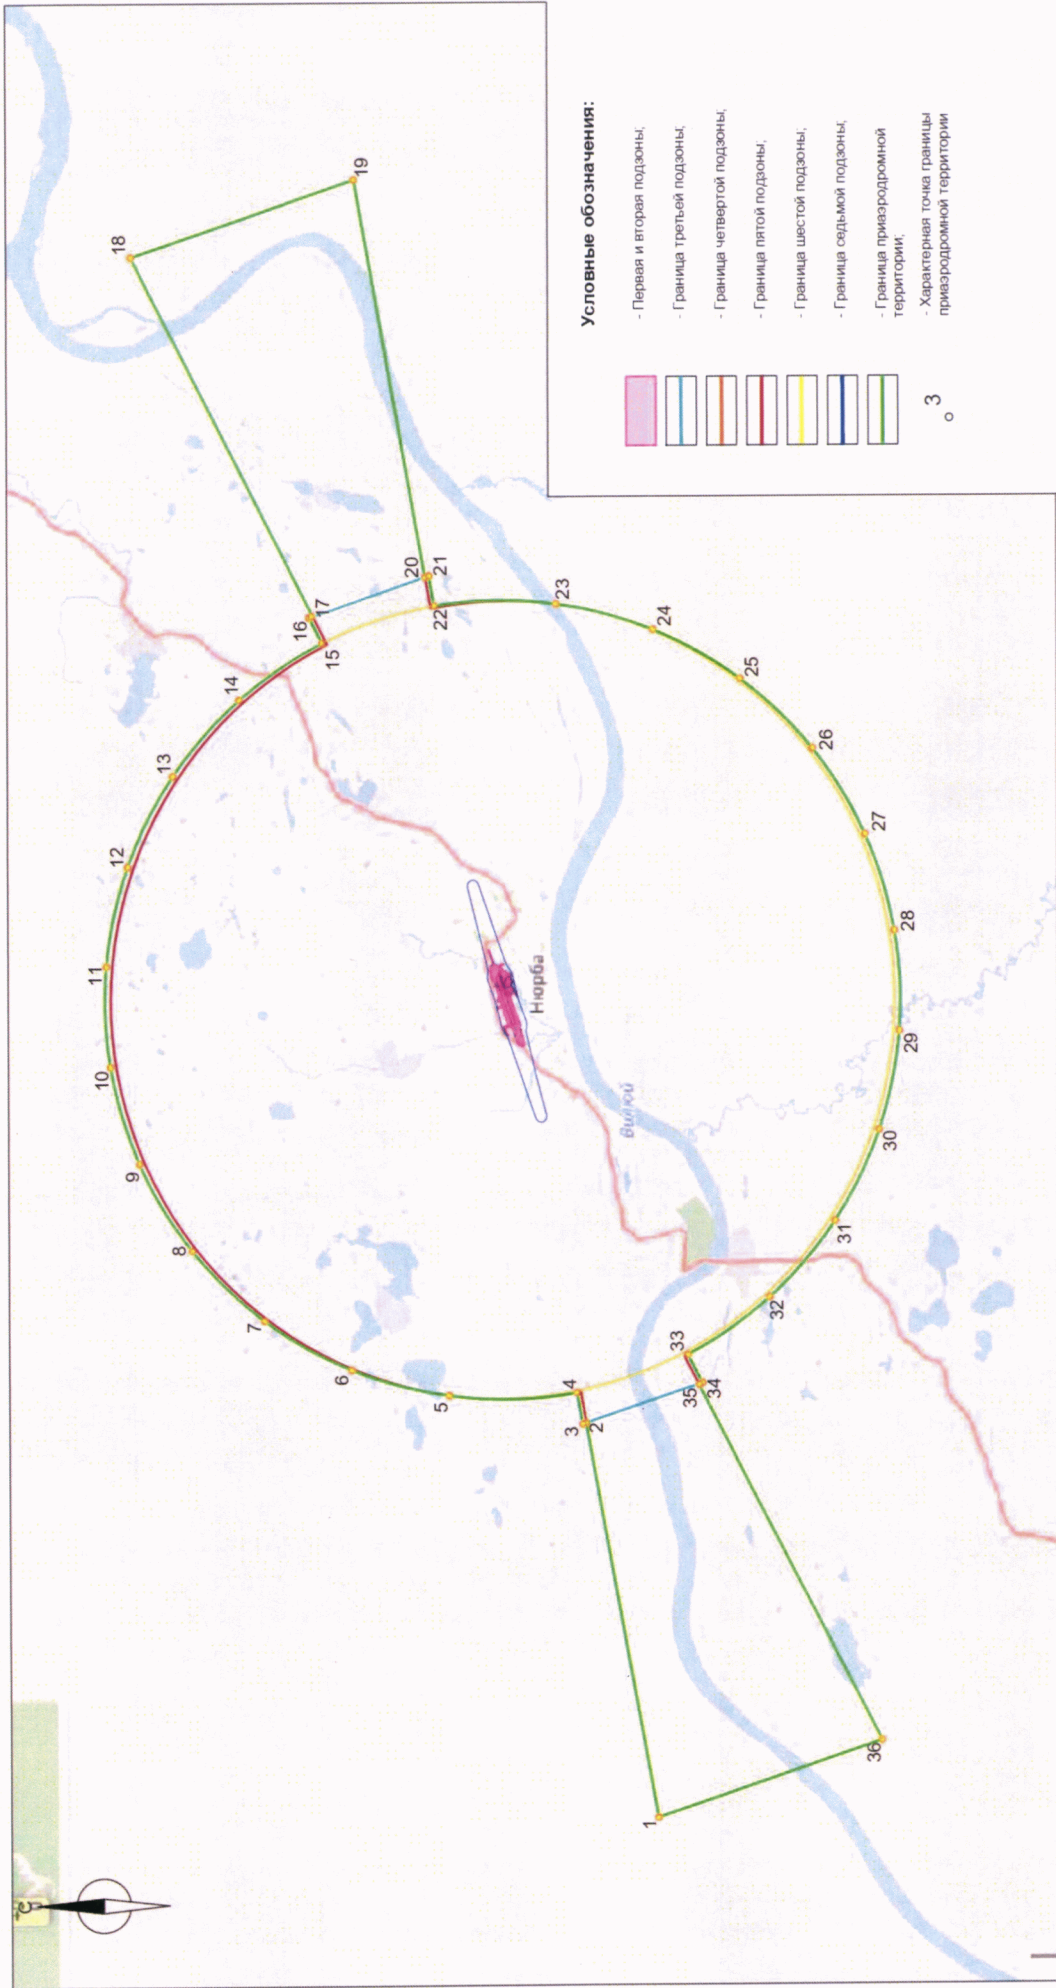 С
18
19
16
17
20
21
15
22
14
23
13
24
12
25
11
26
10
27
9
28
8
29
7
30
6
31
5
32
4
33
3
2
35
34
1
36
Нюрба
Вилюй
Условные обозначения:
- Первая и вторая подзоны;
- Граница третьей подзоны;
- Граница четвертой подзоны;
- Граница пятой подзоны;
- Граница шестой подзоны;
- Граница седьмой подзоны;
- Граница приаэродромной
территории;
3
- Характерная точка границы
приаэродромной территории